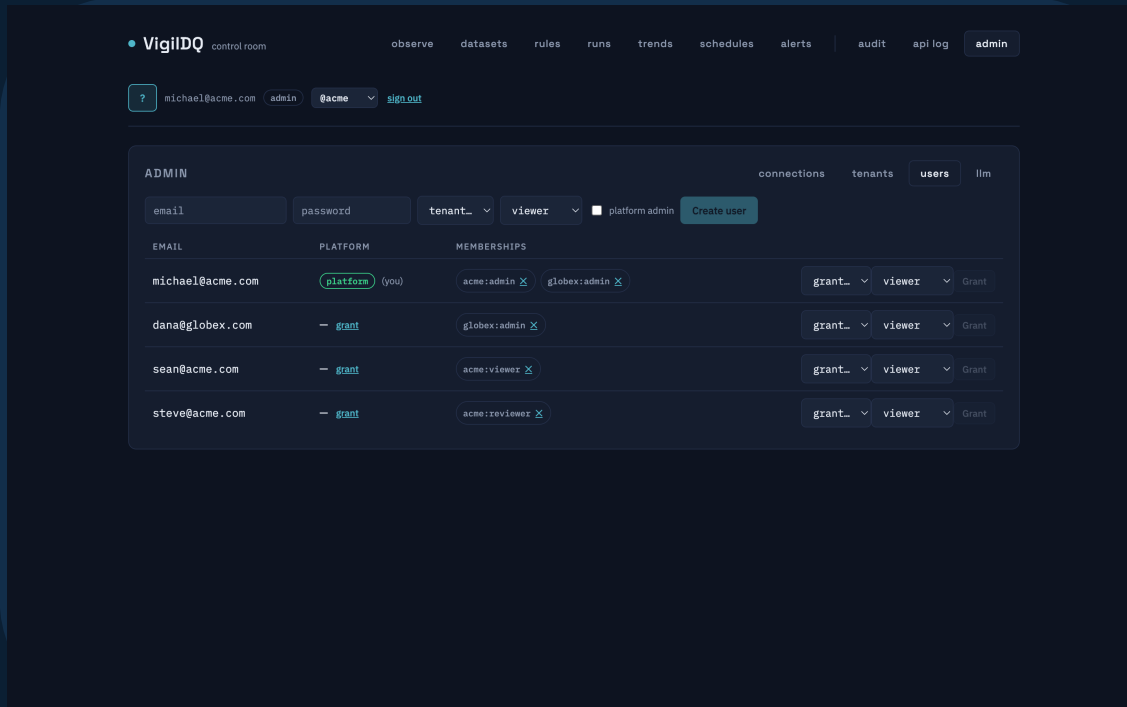 VigilDQ control room observe datasets rules runs trends schedules alerts audit api log admin
? michael@acme.com admin @acme sign out
ADMIN connections tenants users llm
email password tenant… viewer platform admin Create user
EMAIL PLATFORM MEMBERSHIPS
michael@acme.com platform (you) acme:admin X globex:admin X grant… viewer Grant
dana@globex.com — grant globex:admin X grant… viewer Grant
sean@acme.com — grant acme:viewer X grant… viewer Grant
steve@acme.com — grant acme:reviewer X grant… viewer Grant